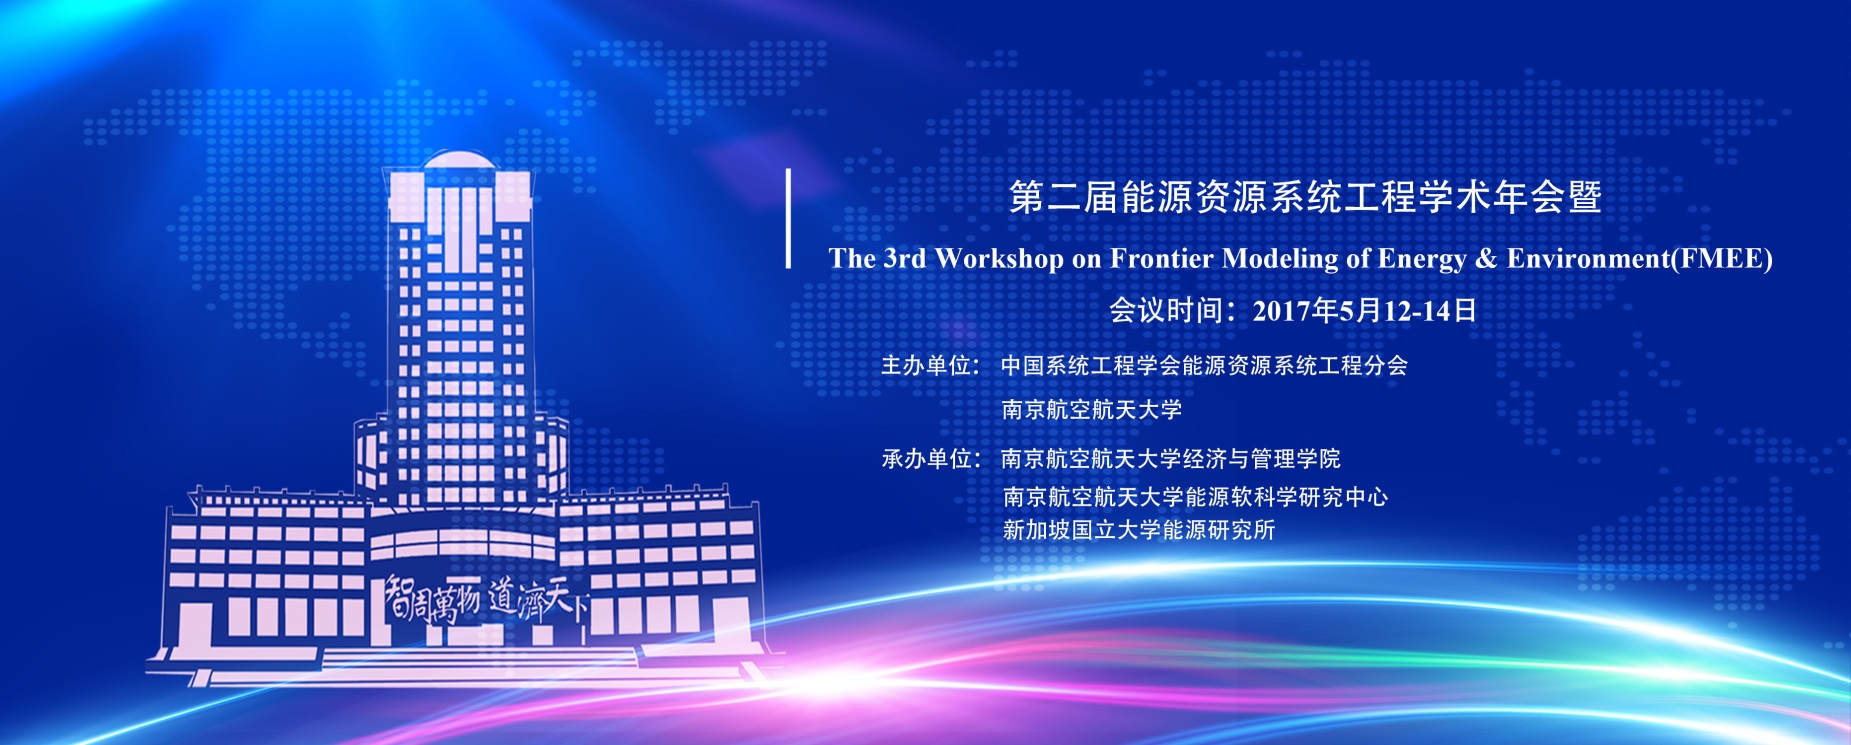 第二届能源资源系统工程学术年会暨
The 3rd Workshop on Frontier Modeling of Energy & Environment(FMEE)
会议时间：2017年5月12-14日
主办单位： 中国系统工程学会能源资源系统工程分会
南京航空航天大学
承办单位： 南京航空航天大学经济与管理学院
南京航空航天大学能源软科学研究中心
新加坡国立大学能源研究所
智周萬物 道濟天下